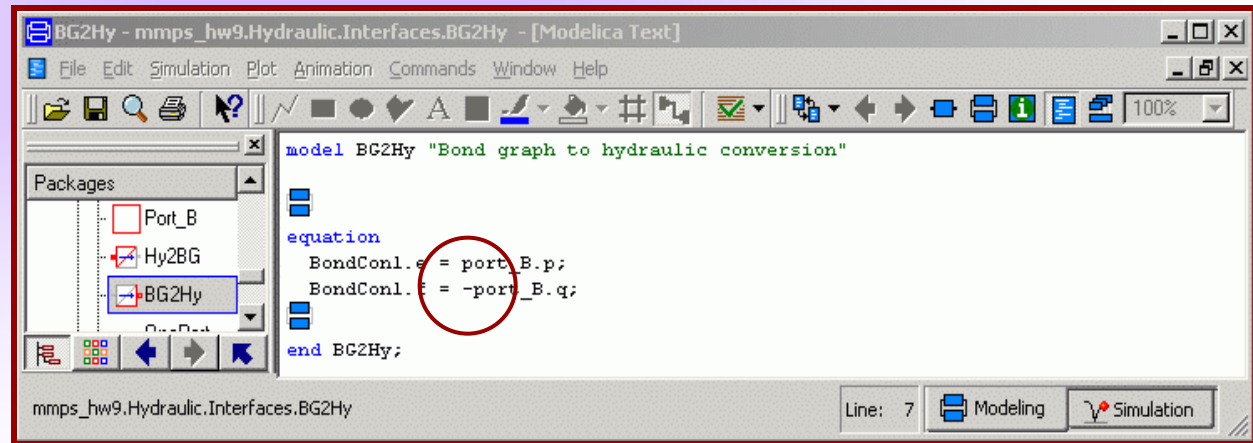 BG2Hy - mmps_hw9.Hydraulic.Interfaces.BG2Hy - [Modelica Text]
File Edit Simulation Plot Animation Commands Window Help
A 100%
Packages
Port_B
Hy2BG
BG2Hy
model BG2Hy "Bond graph to hydraulic conversion"
equation
BondCon1.e = port_B.p;
BondCon1.f = -port_B.q;
end BG2Hy;
mmps_hw9.Hydraulic.Interfaces.BG2Hy
Line: 7 Modeling Simulation